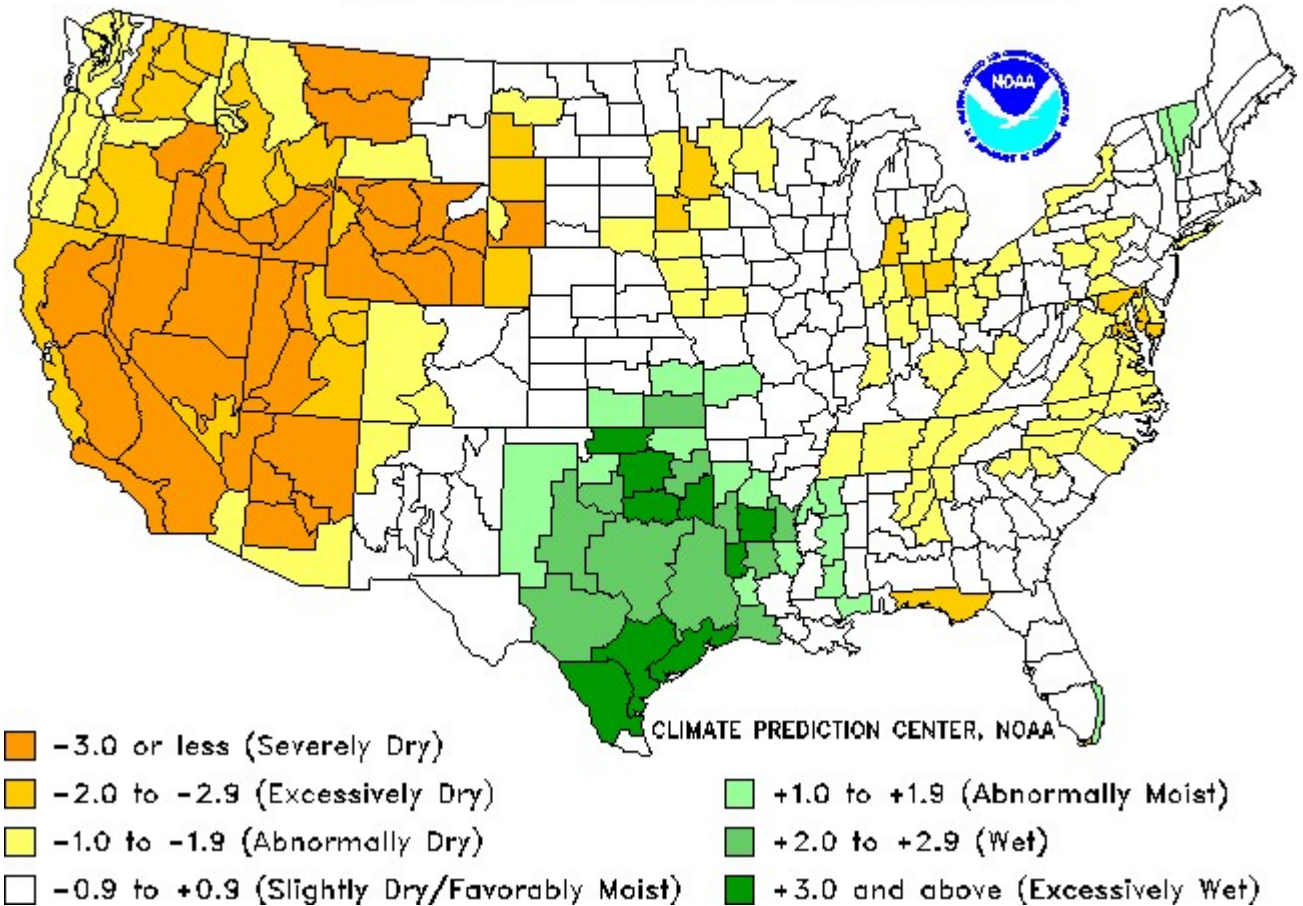 NOAA
CLIMATE PREDICTION CENTER, NOAA
-3.0 or less (Severely Dry)
-2.0 to -2.9 (Excessively Dry)
-1.0 to -1.9 (Abnormally Dry)
-0.9 to +0.9 (Slightly Dry/Favorably Moist)
+1.0 to +1.9 (Abnormally Moist)
+2.0 to +2.9 (Wet)
+3.0 and above (Excessively Wet)